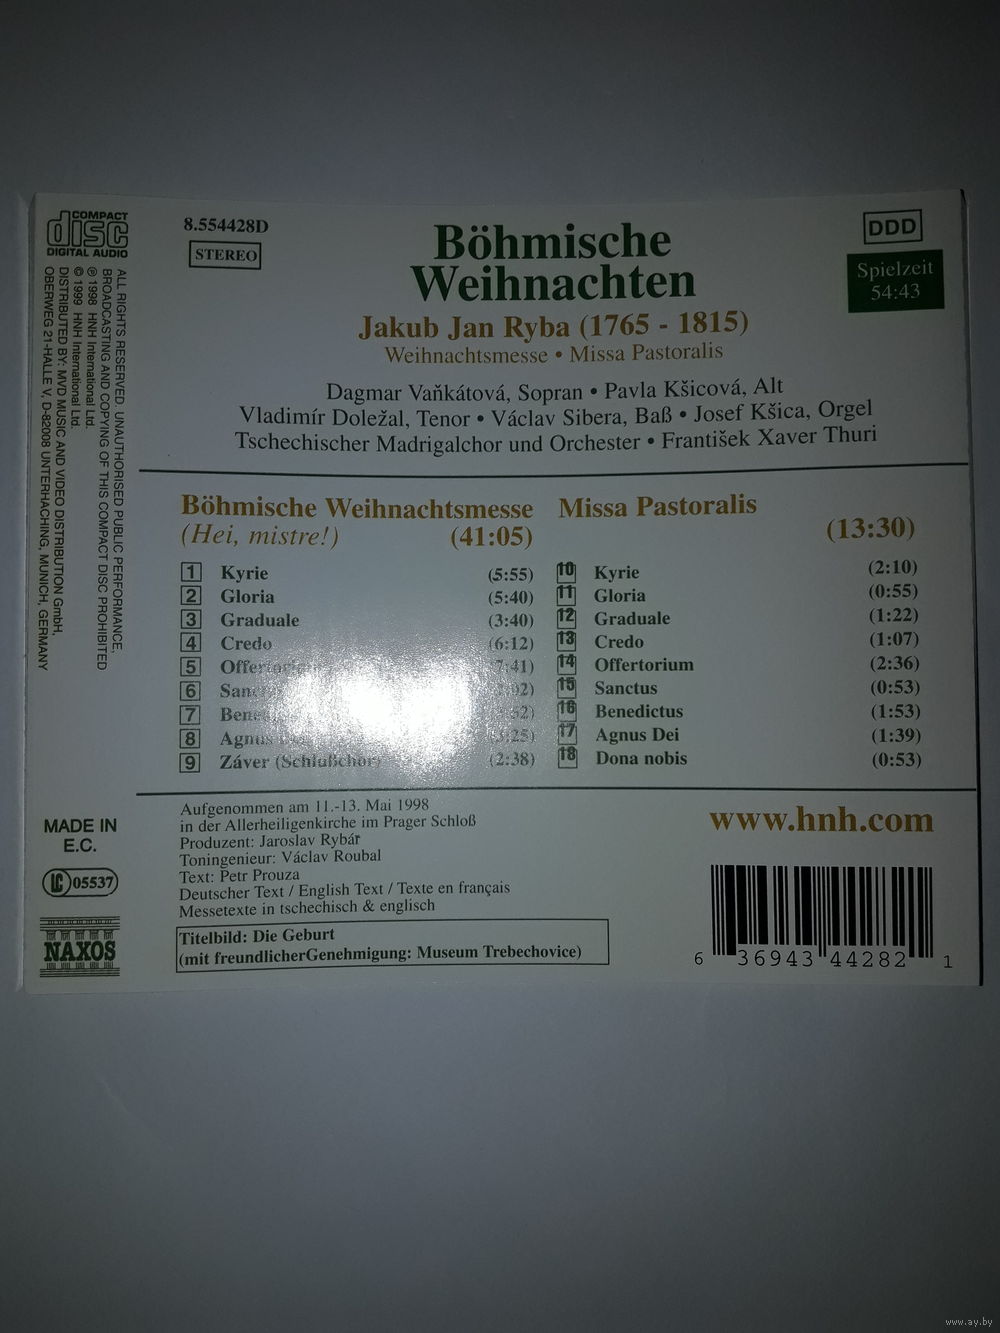 COMPACT
disc
DIGITAL AUDIO
8.554428D
STEREO
Böhmische
Weihnachten
Jakub Jan Ryba (1765 - 1815)
Weihnachtsmesse • Missa Pastoralis
DDD
Spielzeit
54:43
Dagmar Vaňkátová, Sopran • Pavla Kšicová, Alt
Vladimír Doležal, Tenor • Václav Sibera, Baß • Josef Kšica, Orgel
Tschechischer Madrigalchor und Orchester • František Xaver Thuri
ALL RIGHTS RESERVED. UNAUTHORISED PUBLIC PERFORMANCE,
BROADCASTING AND COPYING OF THIS COMPACT DISC PROHIBITED
℗ 1998 HNH International Ltd.
© 1999 HNH International Ltd.
DISTRIBUTED BY: MVD MUSIC AND VIDEO DISTRIBUTION GmbH,
OBERWEG 21-HALLE V, D-82008 UNTERHACHING, MUNICH, GERMANY
Böhmische Weihnachtsmesse
(Hei, mistre!) (41:05)
1 Kyrie (5:55)
2 Gloria (5:40)
3 Graduale (3:40)
4 Credo (6:12)
5 Offertorium
6
7
8 Agnus
9 Záver (Schlußchor) (2:38)
Missa Pastoralis
(13:30)
10 Kyrie (2:10)
11 Gloria (0:55)
12 Graduale (1:22)
13 Credo (1:07)
14 Offertorium (2:36)
15 Sanctus (0:53)
16 Benedictus (1:53)
17 Agnus Dei (1:39)
18 Dona nobis (0:53)
Aufgenommen am 11.-13. Mai 1998
in der Allerheiligenkirche im Prager Schloß
Produzent: Jaroslav Rybár
Toningenieur: Václav Roubal
Text: Petr Prouza
Deutscher Text / English Text / Texte en français
Messetexte in tschechisch & englisch
Titelbild: Die Geburt
(mit freundlicherGenehmigung: Museum Trebechovice)
www.hnh.com
6 36943 44282 1
MADE IN
E.C.
LC 05537
NAXOS
www.ay.by